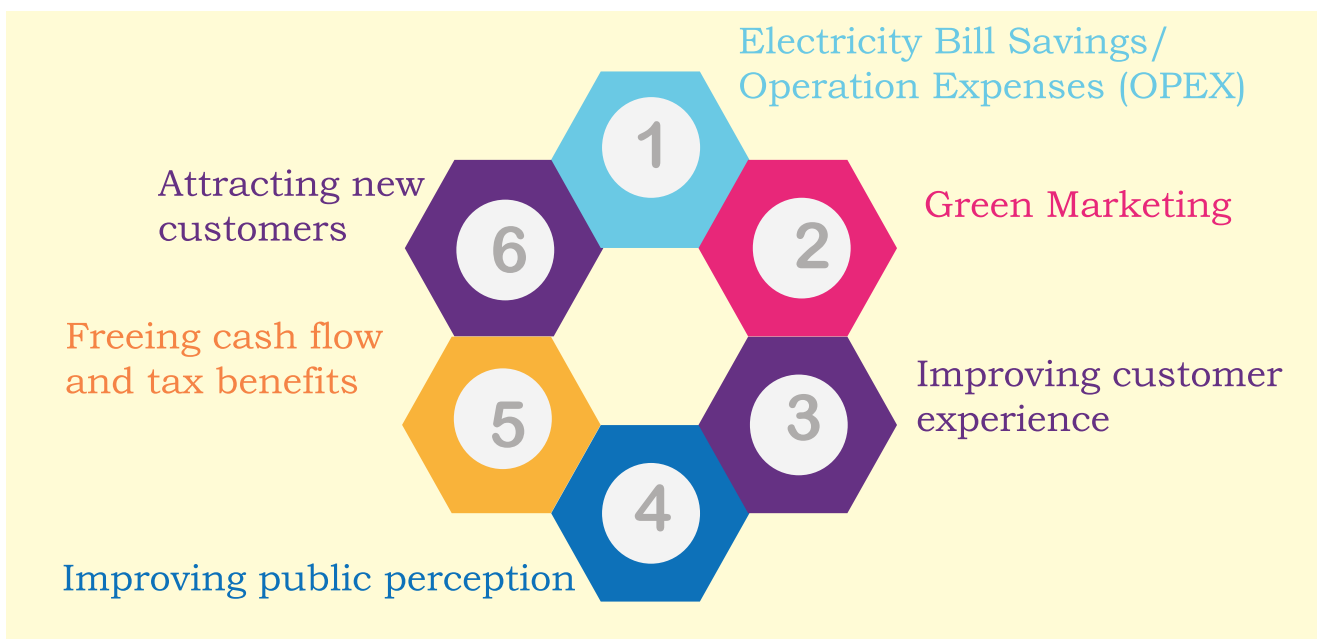 1
Electricity Bill Savings/
Operation Expenses (OPEX)
2
Green Marketing
3
Improving customer
experience
4
Improving public perception
5
Freeing cash flow
and tax benefits
6
Attracting new
customers